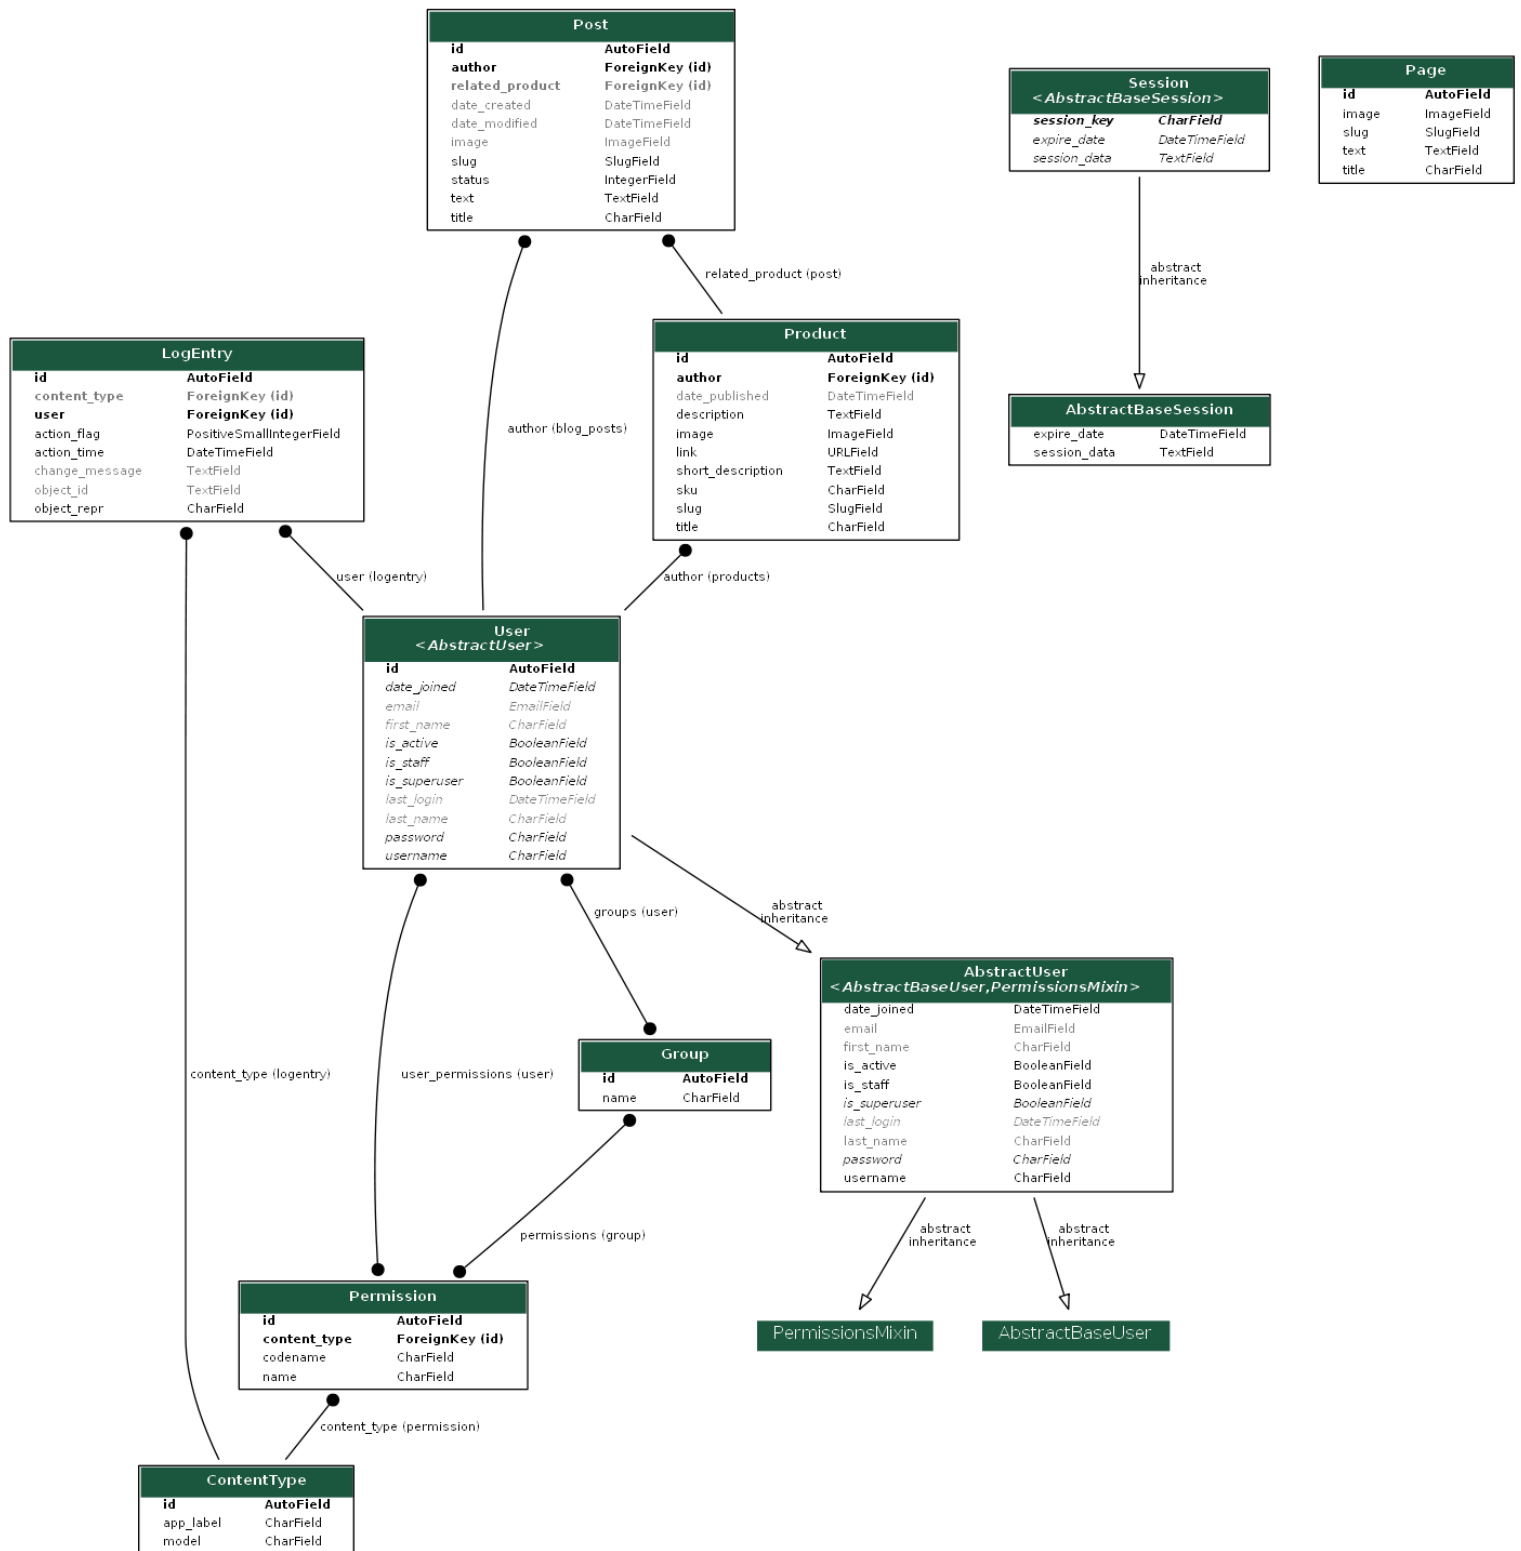 Post
id AutoField
author ForeignKey (id)
related_product ForeignKey (id)
date_created DateTimeField
date_modified DateTimeField
image ImageField
slug SlugField
status IntegerField
text TextField
title CharField
Session
<AbstractBaseSession>
session_key CharField
expire_date DateTimeField
session_data TextField
Page
id AutoField
image ImageField
slug SlugField
text TextField
title CharField
related_product (post)
abstract
inheritance
Product
id AutoField
author ForeignKey (id)
date_published DateTimeField
description TextField
image ImageField
link URLField
short_description TextField
sku CharField
slug SlugField
title CharField
LogEntry
id AutoField
content_type ForeignKey (id)
user ForeignKey (id)
action_flag PositiveSmallIntegerField
action_time DateTimeField
change_message TextField
object_id TextField
object_repr CharField
author (blog_posts)
AbstractBaseSession
expire_date DateTimeField
session_data TextField
user (logentry)
author (products)
User
<AbstractUser>
id AutoField
date_joined DateTimeField
email EmailField
first_name CharField
is_active BooleanField
is_staff BooleanField
is_superuser BooleanField
last_login DateTimeField
last_name CharField
password CharField
username CharField
groups (user)
abstract
inheritance
AbstractUser
<AbstractBaseUser,PermissionsMixin>
date_joined DateTimeField
email EmailField
first_name CharField
is_active BooleanField
is_staff BooleanField
is_superuser BooleanField
last_login DateTimeField
last_name CharField
password CharField
username CharField
content_type (logentry)
user_permissions (user)
Group
id AutoField
name CharField
permissions (group)
abstract
inheritance
abstract
inheritance
Permission
id AutoField
content_type ForeignKey (id)
codename CharField
name CharField
PermissionsMixin
AbstractBaseUser
content_type (permission)
ContentType
id AutoField
app_label CharField
model CharField